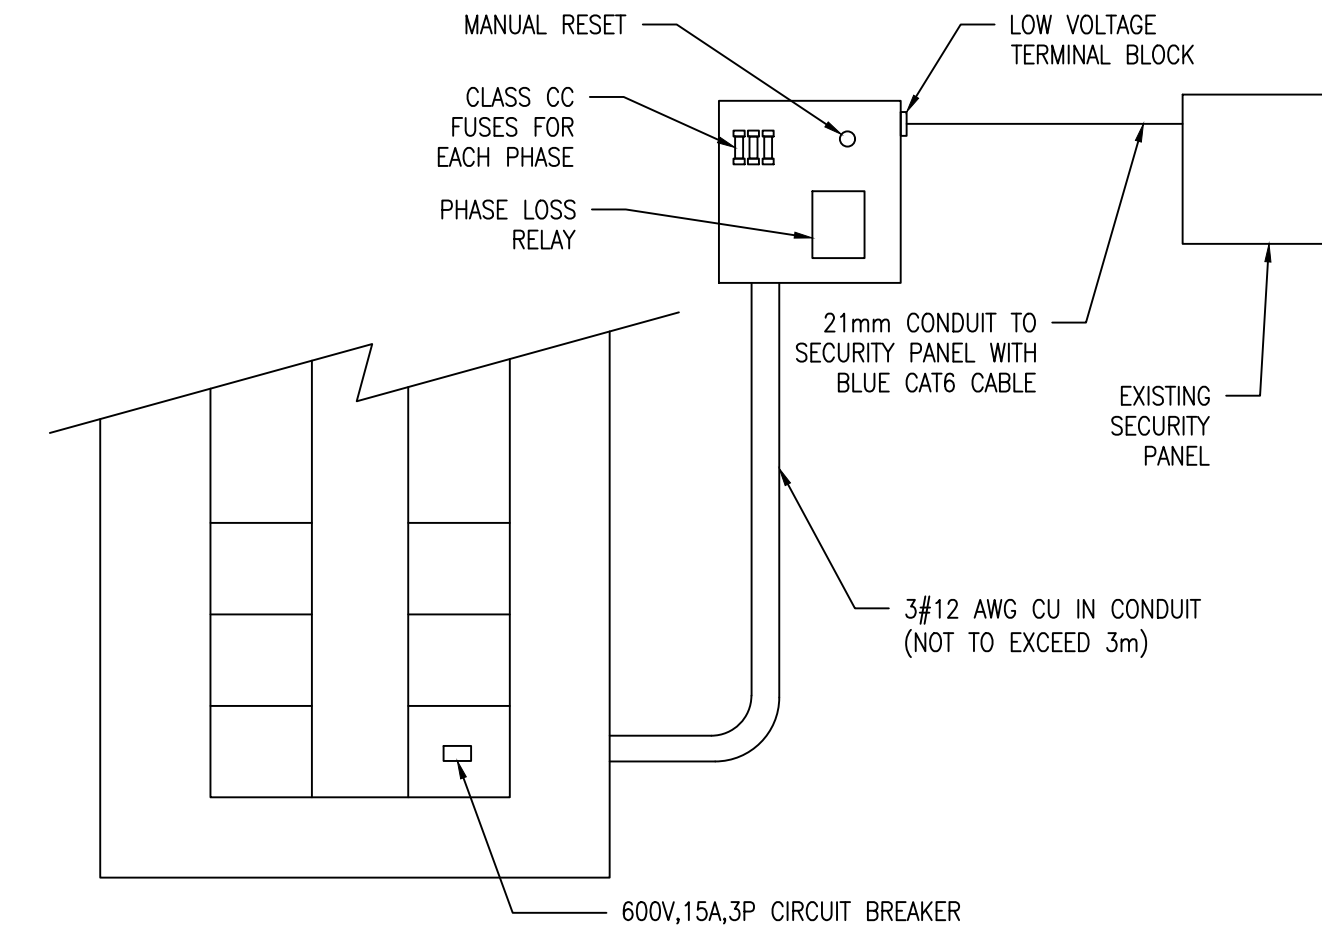 MANUAL RESET
LOW VOLTAGE
TERMINAL BLOCK
CLASS CC
FUSES FOR
EACH PHASE
PHASE LOSS
RELAY
21mm CONDUIT TO
SECURITY PANEL WITH
BLUE CAT6 CABLE
EXISTING
SECURITY
PANEL
3#12 AWG CU IN CONDUIT
(NOT TO EXCEED 3m)
600V,15A,3P CIRCUIT BREAKER